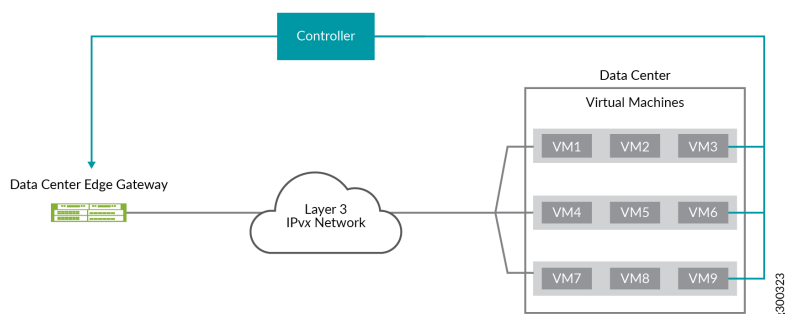 Controller
Data Center
Virtual Machines
VM1 VM2 VM3
Data Center Edge Gateway
Layer 3
IPvx Network
VM4 VM5 VM6
VM7 VM8 VM9
300323